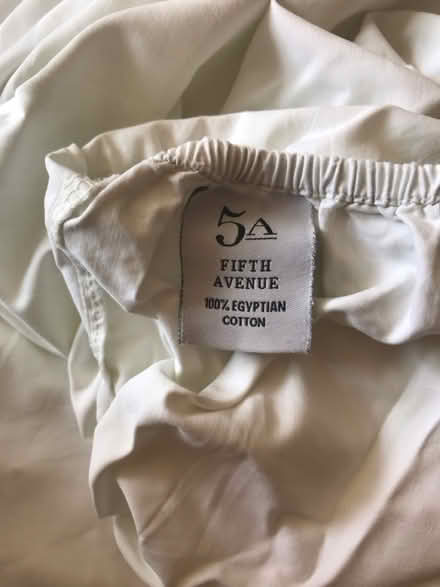 5A
FIFTH
AVENUE
100% EGYPTIAN
COTTON